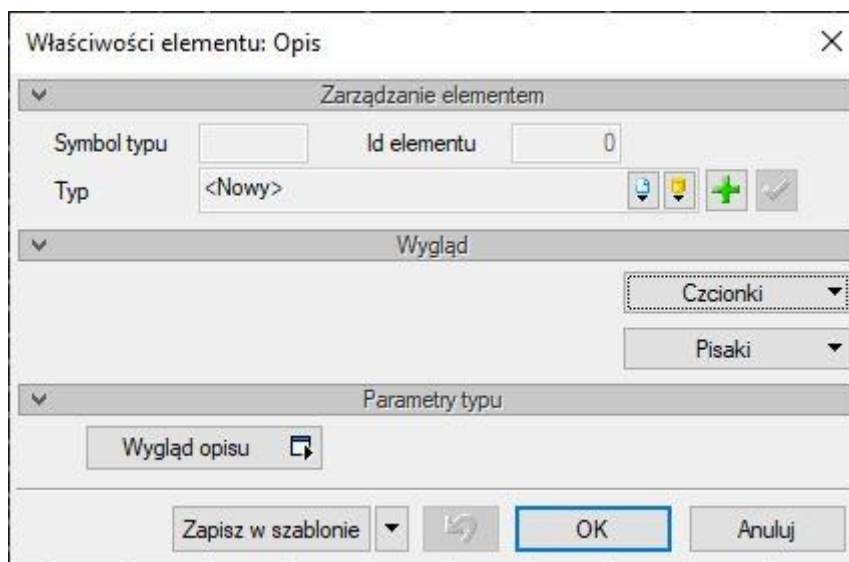 Właściwości elementu: Opis
Zarządzanie elementem
Symbol typu Id elementu 0
Typ <Nowy>
Wygląd
Czcionki
Pisaki
Parametry typu
Wygląd opisu
Zapisz w szablonie OK Anuluj